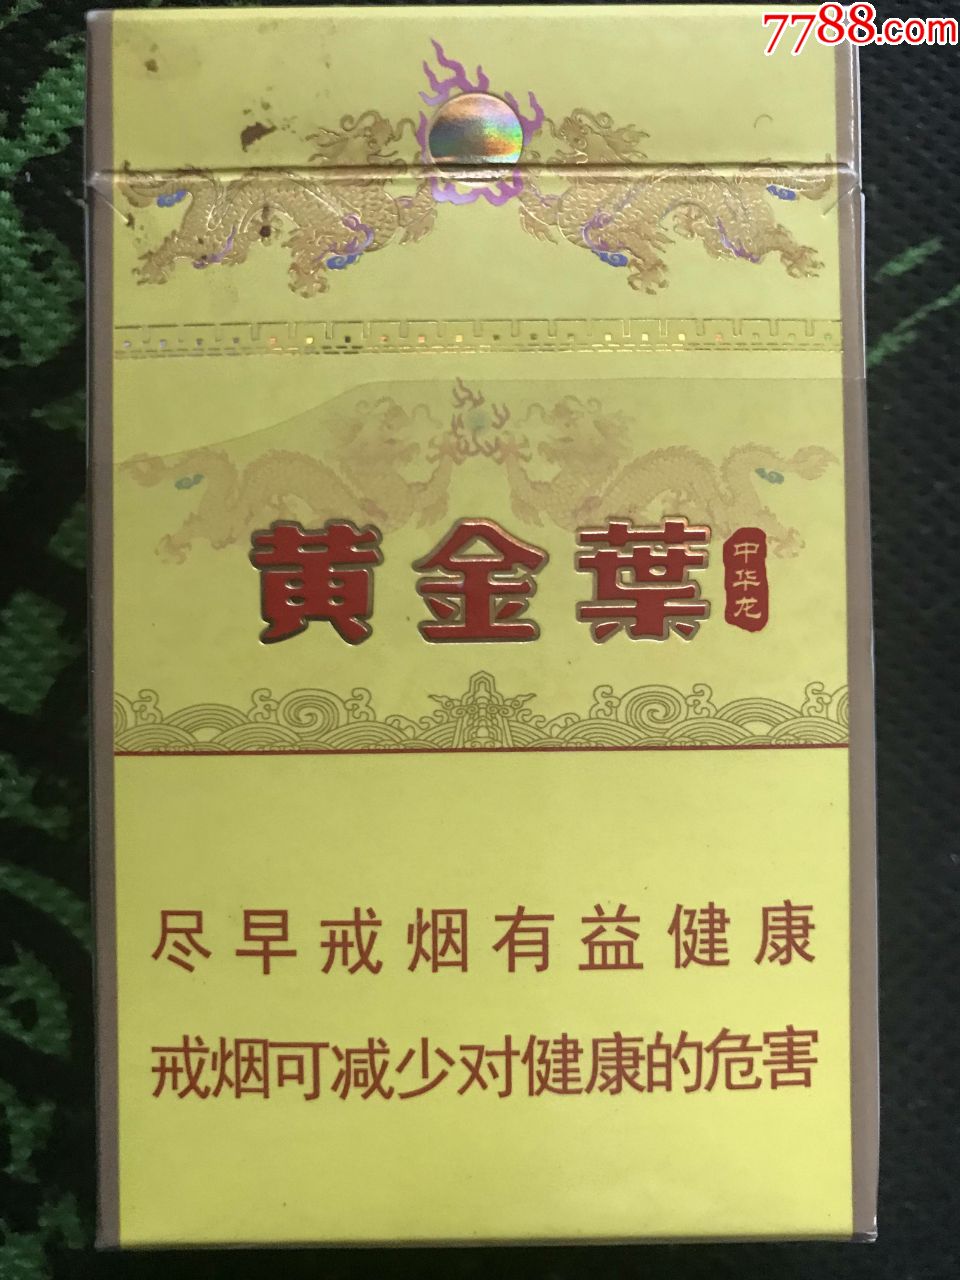 7788.com
黄金葉
中华龙
尽早戒烟有益健康
戒烟可减少对健康的危害